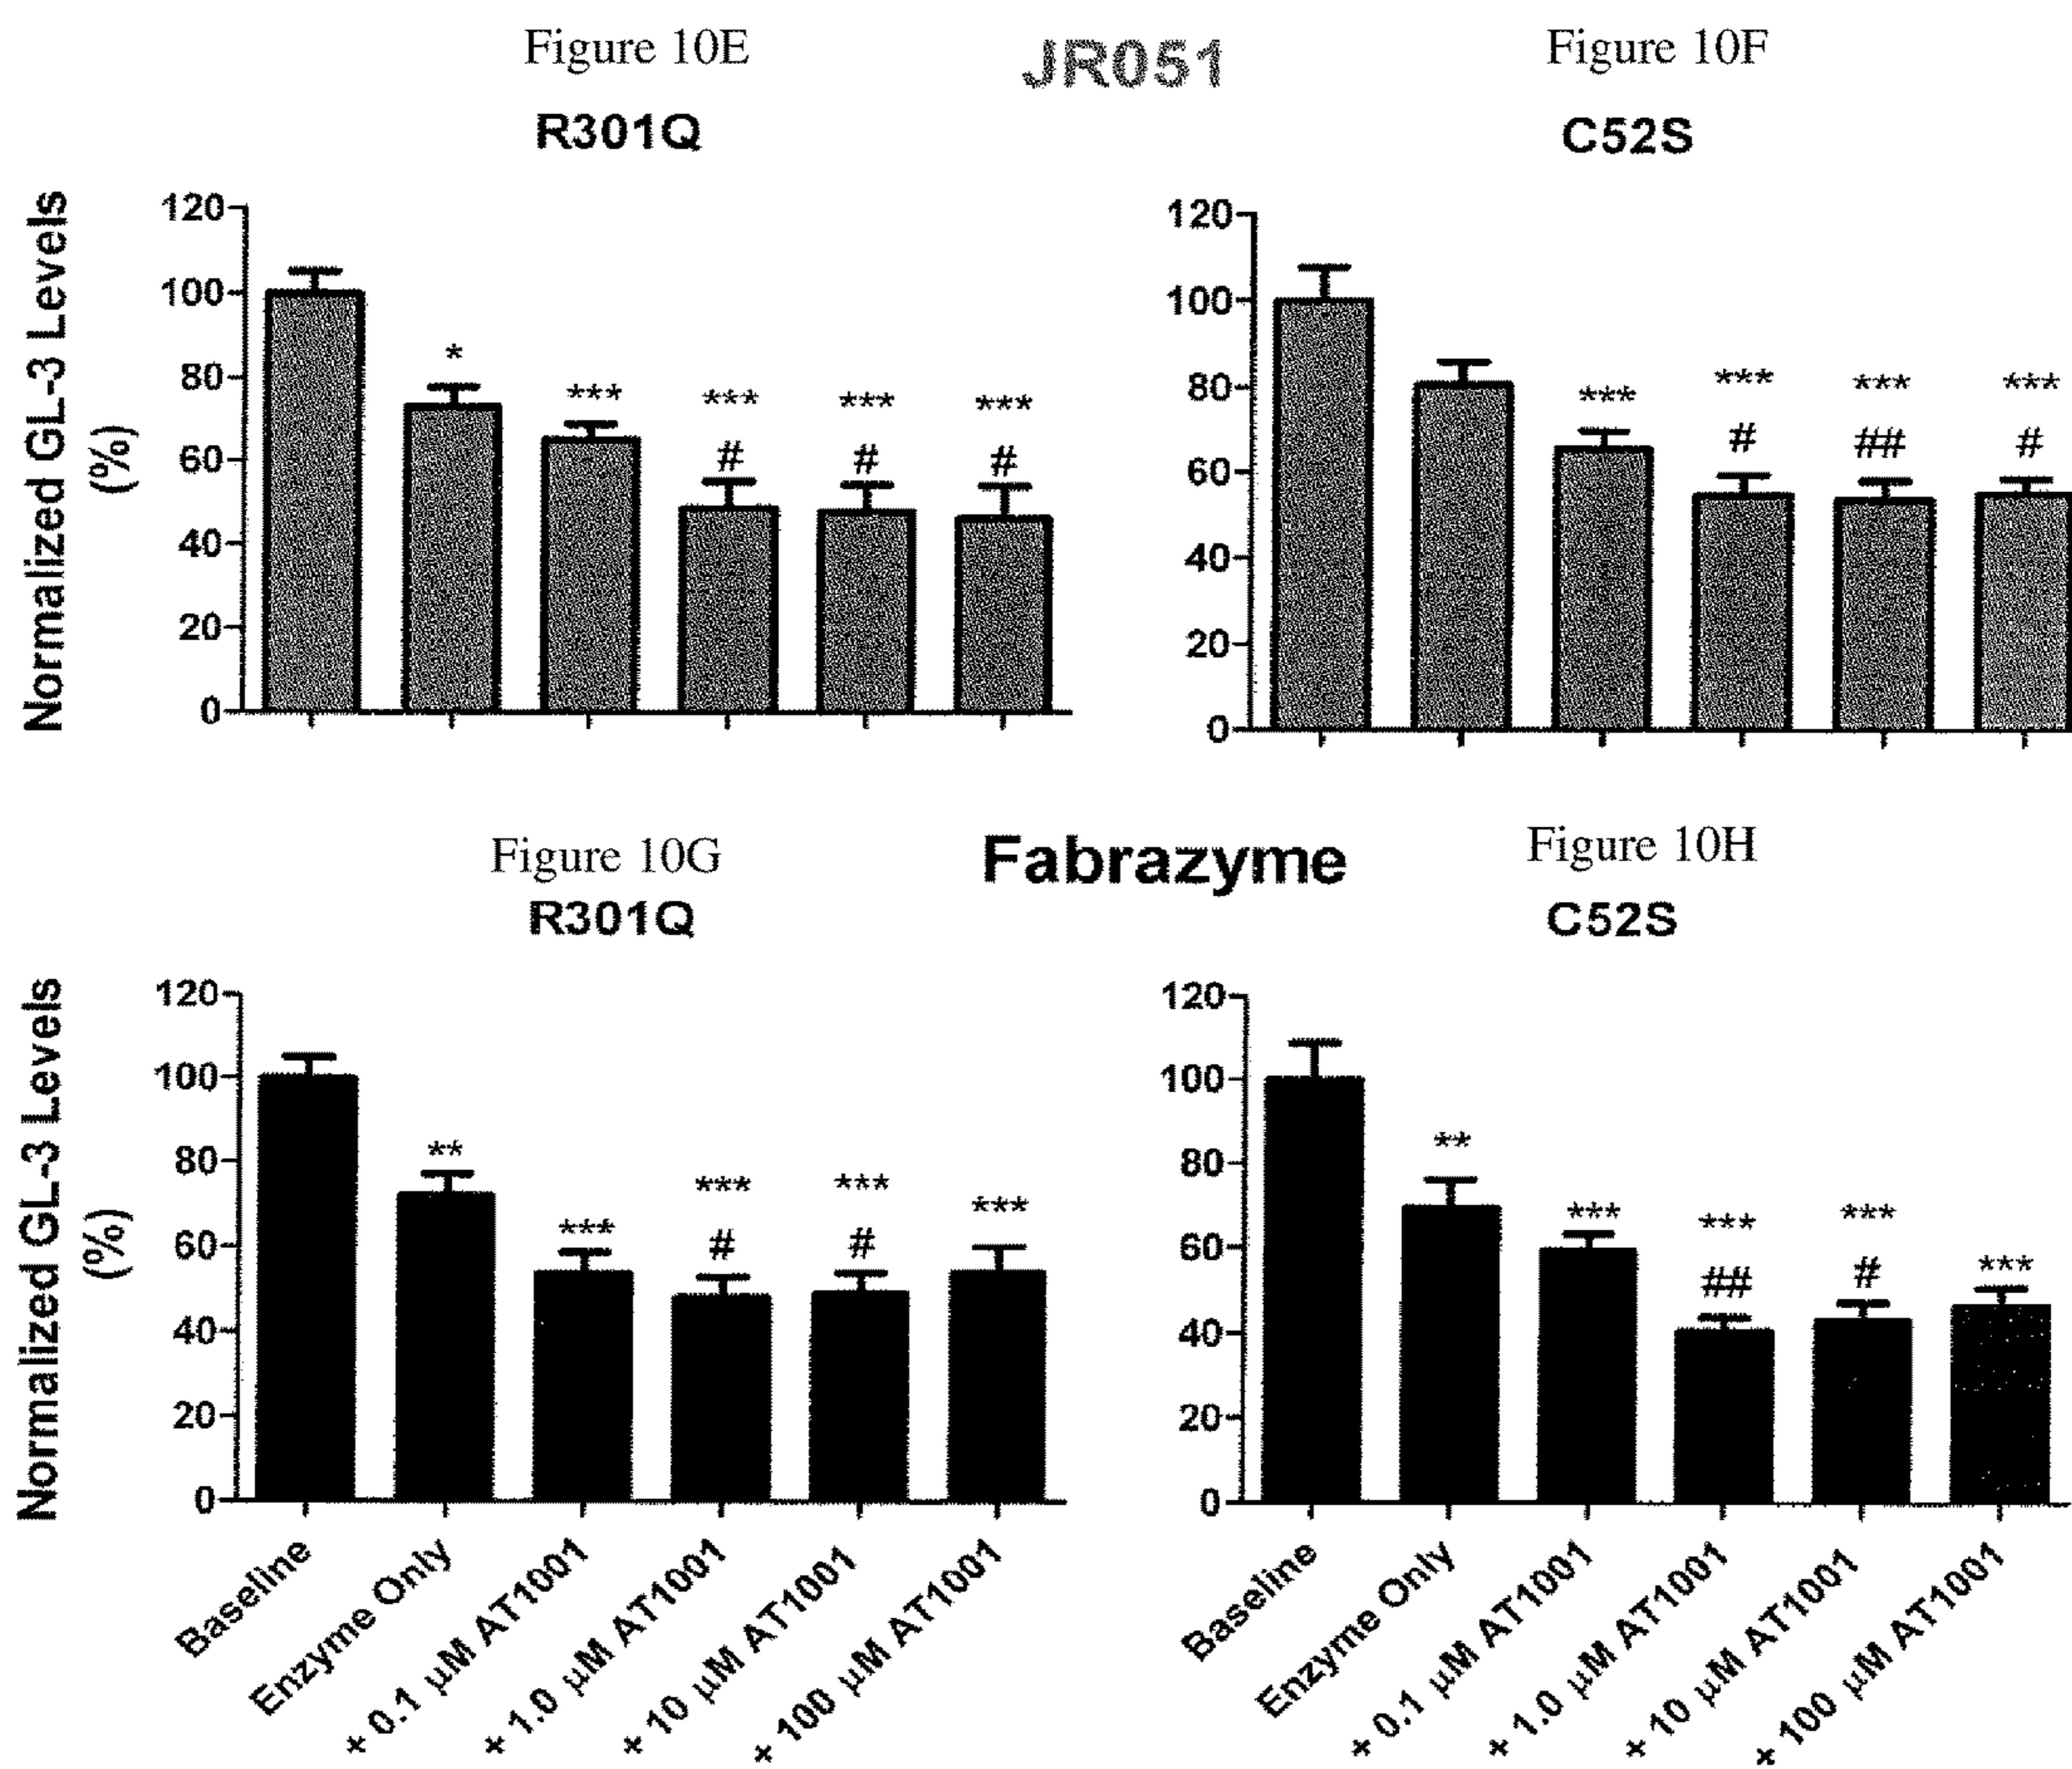 Figure 10E
JR051
Figure 10F
R301Q
C52S
Normalized GL-3 Levels
(%)
120
100
80
60
40
20
0
*
***
***
#
***
#
***
#
120
100
80
60
40
20
0
***
***
#
***
##
***
#
Figure 10G
Fabrazyme
Figure 10H
R301Q
C52S
Normalized GL-3 Levels
(%)
120
100
80
60
40
20
0
**
***
***
#
***
#
***
120
100
80
60
40
20
0
**
***
***
##
***
#
***
Baseline
Enzyme Only
+ 0.1 µM AT1001
+ 1.0 µM AT1001
+ 10 µM AT1001
+ 100 µM AT1001
Baseline
Enzyme Only
+ 0.1 µM AT1001
+ 1.0 µM AT1001
+ 10 µM AT1001
+ 100 µM AT1001